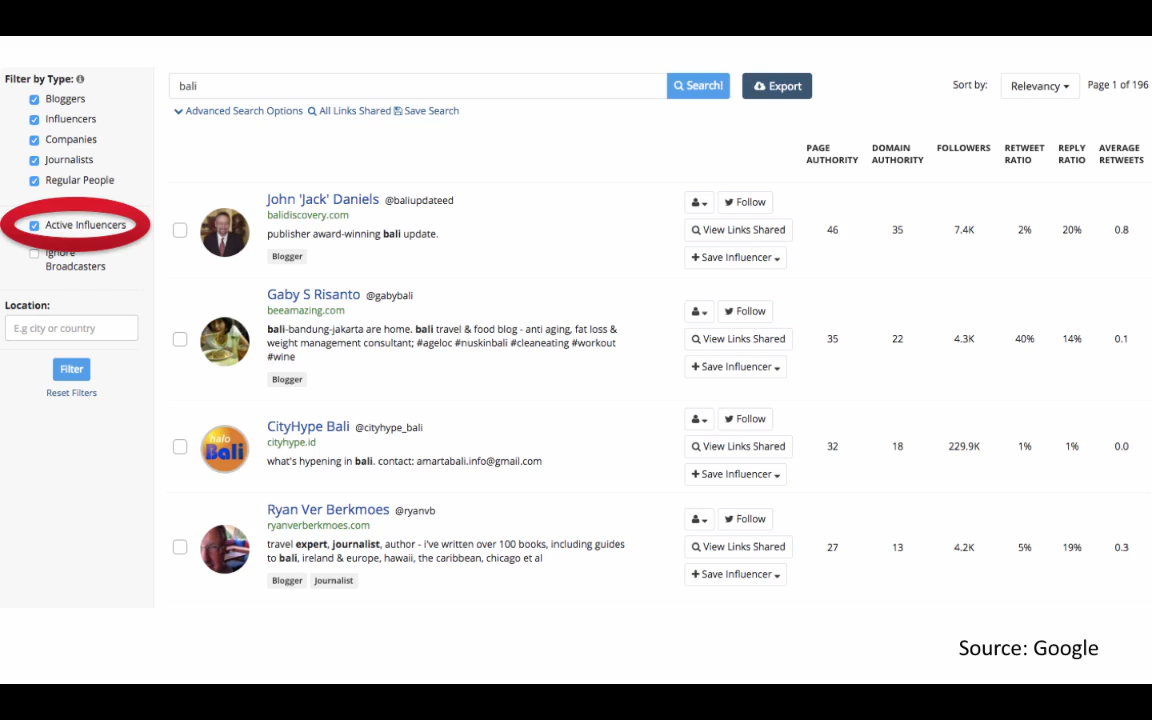 Filter by Type:
Bloggers
Influencers
Companies
Journalists
Regular People
Active Influencers
Ignore
Broadcasters
Location:
E.g city or country
Filter
Reset Filters
bali
Search!
Export
Sort by:
Relevancy
Page 1 of 196
Advanced Search Options
All Links Shared
Save Search
PAGE AUTHORITY
DOMAIN AUTHORITY
FOLLOWERS
RETWEET RATIO
REPLY RATIO
AVERAGE RETWEETS
John 'Jack' Daniels @baliupdateed
balidiscovery.com
publisher award-winning bali update.
Blogger
Follow
View Links Shared
Save Influencer
46 35 7.4K 2% 20% 0.8
Gaby S Risanto @gabybali
beeamazing.com
bali-bandung-jakarta are home. bali travel & food blog - anti aging, fat loss &
weight management consultant; #ageloc #nuskinbali #cleaneating #workout
#wine
Blogger
Follow
View Links Shared
Save Influencer
35 22 4.3K 40% 14% 0.1
CityHype Bali @cityhype_bali
cityhype.id
what's hypening in bali. contact: amartabali.info@gmail.com
halo
Bali
Follow
View Links Shared
Save Influencer
32 18 229.9K 1% 1% 0.0
Ryan Ver Berkmoes @ryanvb
ryanverberkmoes.com
travel expert, journalist, author - i've written over 100 books, including guides
to bali, ireland & europe, hawaii, the caribbean, chicago et al
Blogger Journalist
Follow
View Links Shared
Save Influencer
27 13 4.2K 5% 19% 0.3
Source: Google